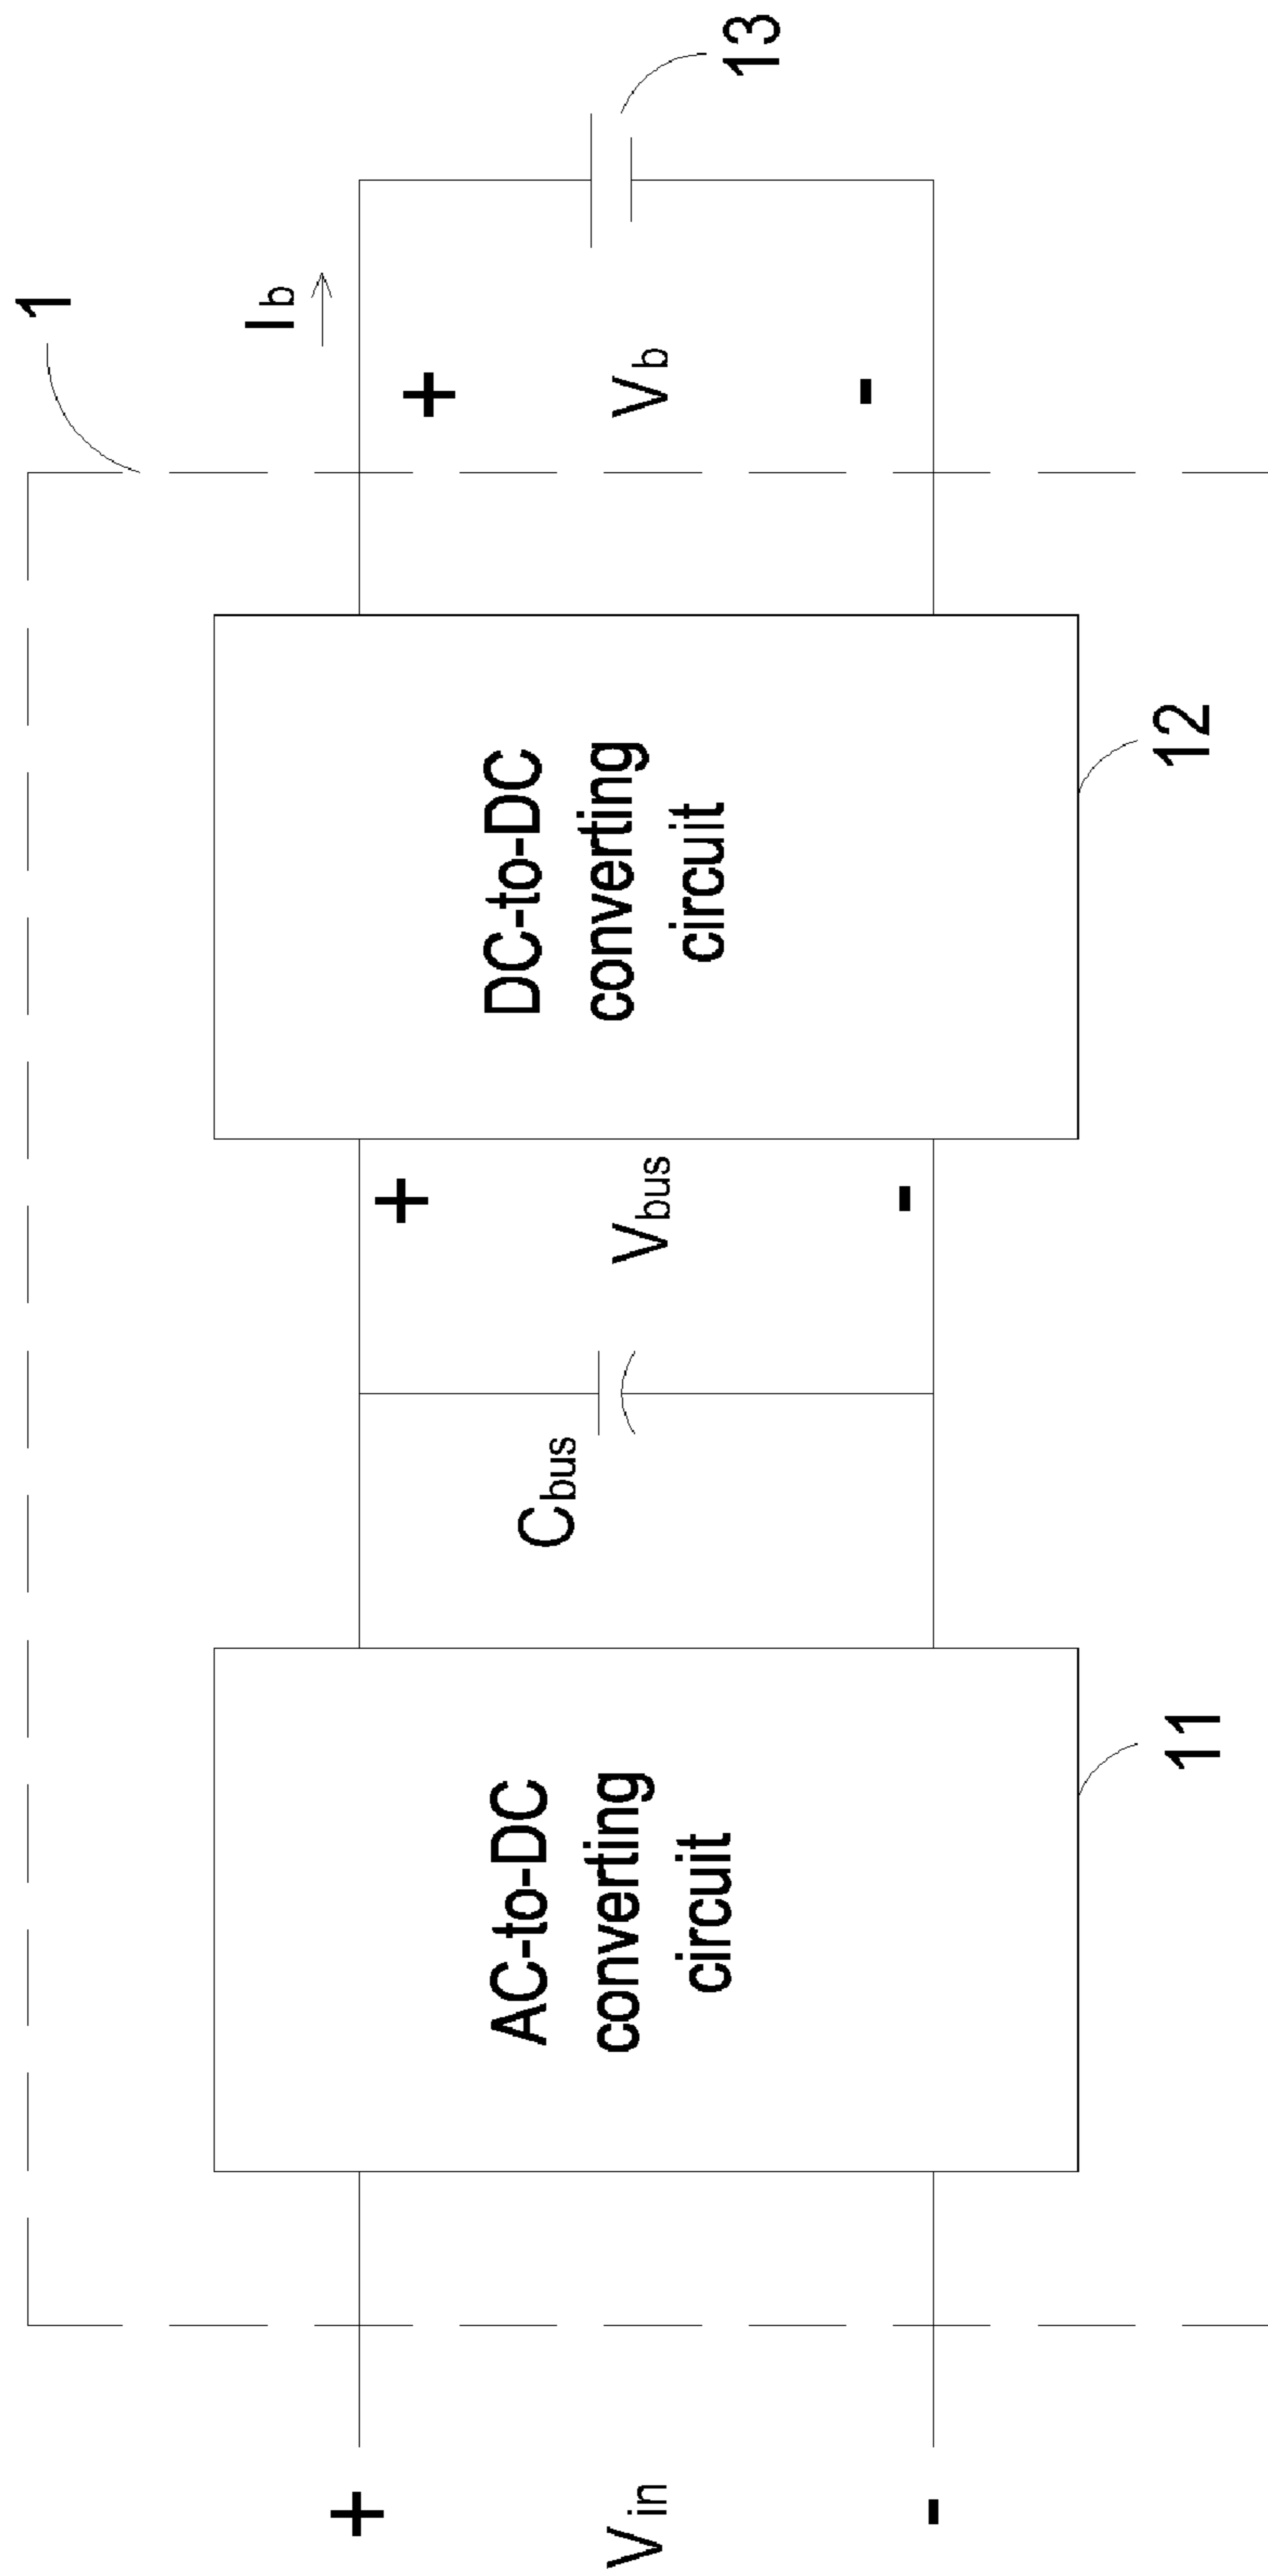 1
I_b
+
V_b
-
13
DC-to-DC
converting
circuit
12
+
V_bus
-
C_bus
AC-to-DC
converting
circuit
11
+
V_in
-